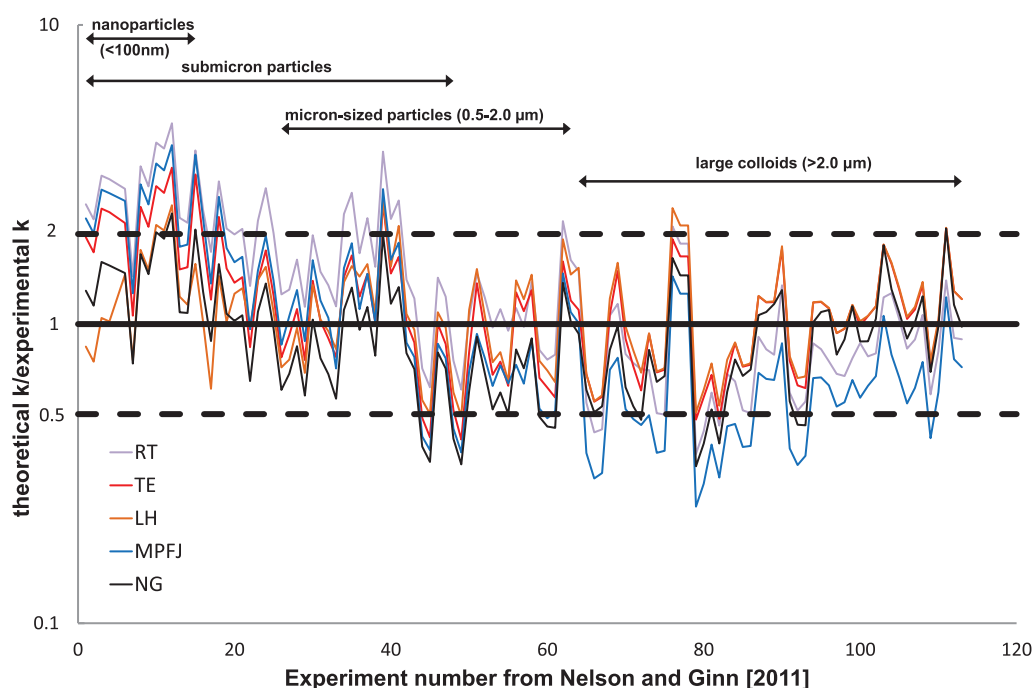 10
nanoparticles
(<100nm)
submicron particles
micron-sized particles (0.5-2.0 µm)
large colloids (>2.0 µm)
2
1
0.5
0.1
theoretical k/experimental k
RT
TE
LH
MPFJ
NG
0 20 40 60 80 100 120
Experiment number from Nelson and Ginn [2011]